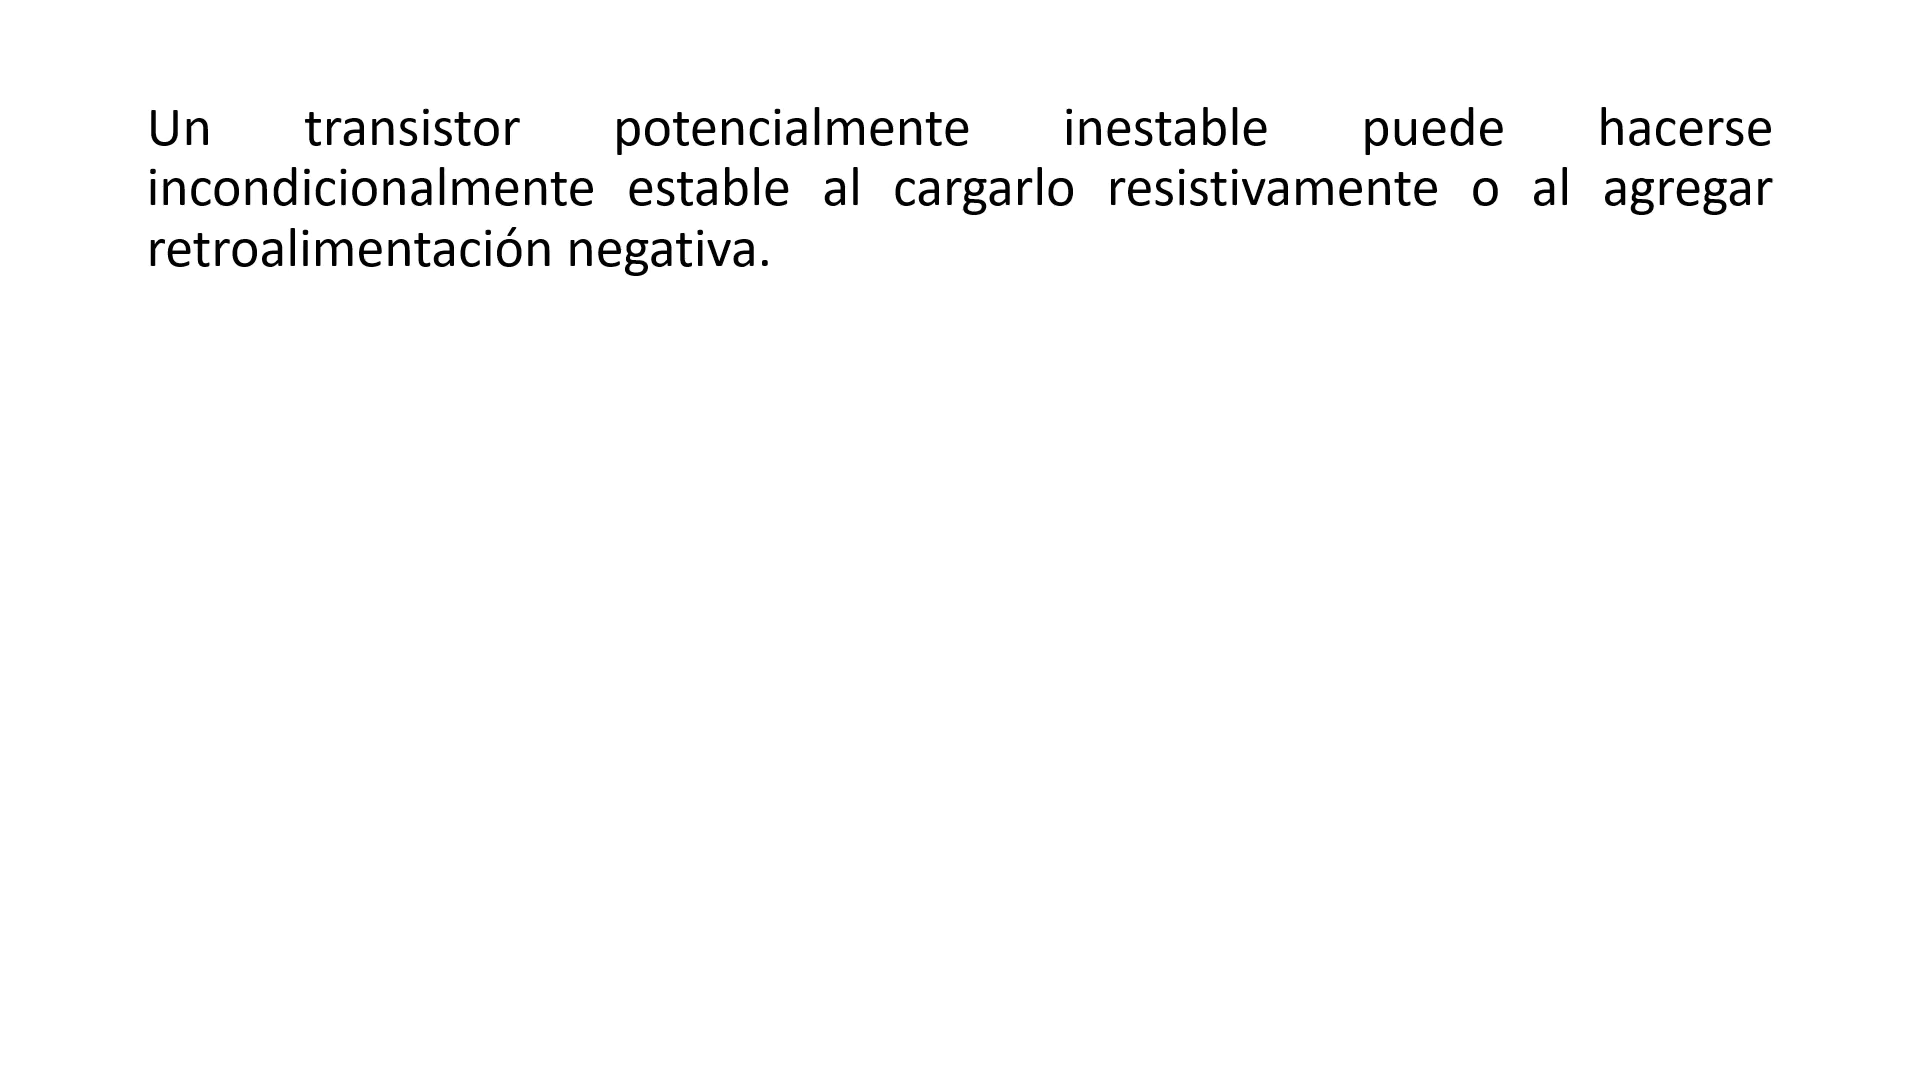 Un transistor potencialmente inestable puede hacerse
incondicionalmente estable al cargarlo resistivamente o al agregar
retroalimentación negativa.